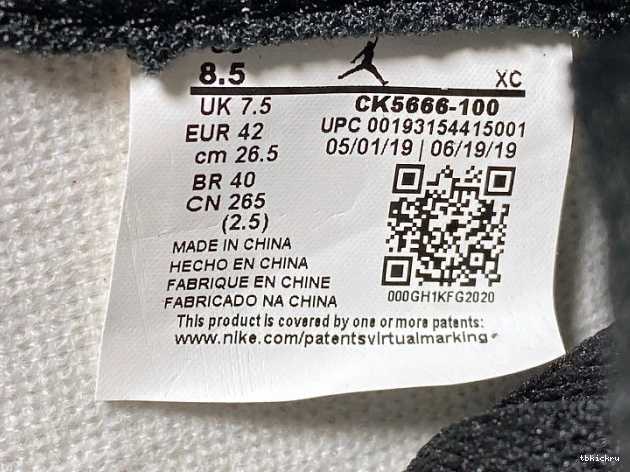 8.5
XC
UK 7.5
CK5666-100
EUR 42
UPC 00193154415001
cm 26.5
05/01/19 | 06/19/19
BR 40
CN 265
(2.5)
MADE IN CHINA
HECHO EN CHINA
FABRIQUE EN CHINE
FABRICADO NA CHINA
000GH1KFG2020
This product is covered by one or more patents:
www.nike.com/patentsvirtualmarking
tbkickru